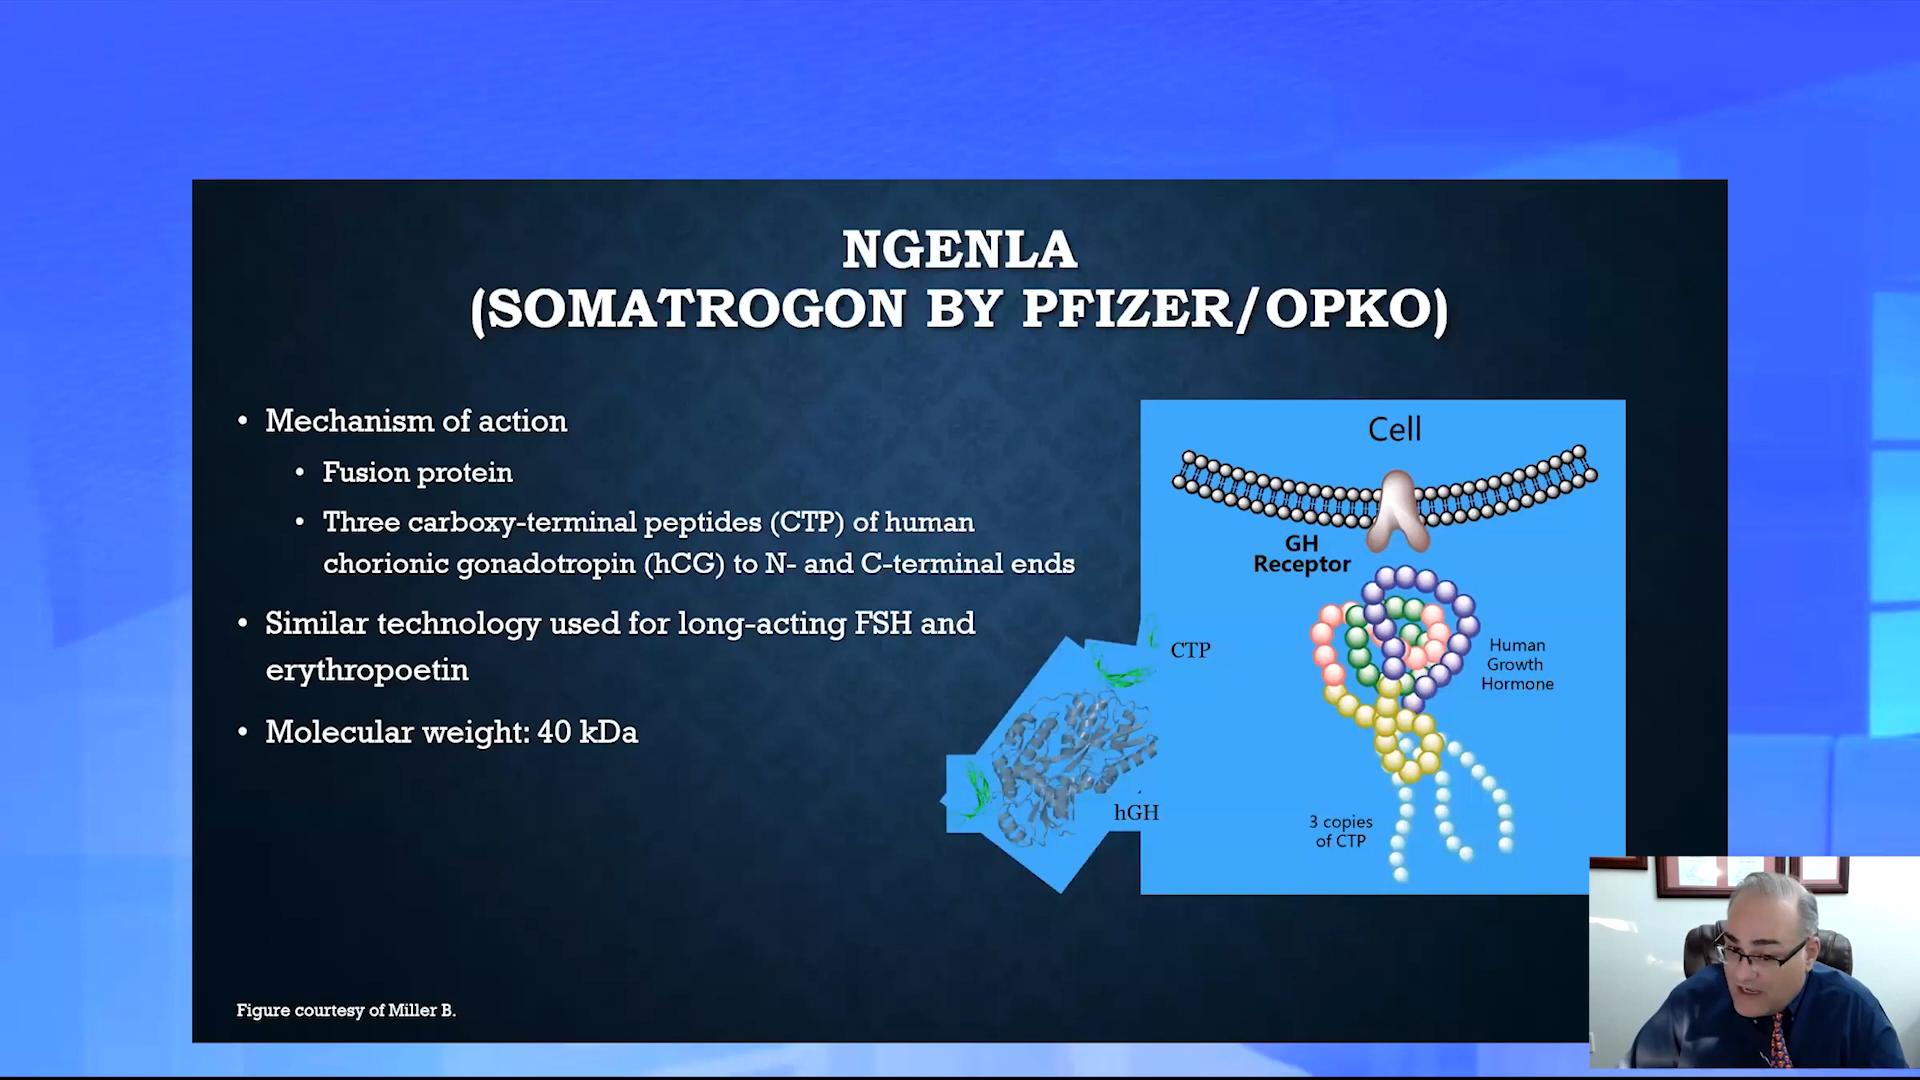 NGENLA
(SOMATROGON BY PFIZER/OPKO)
• Mechanism of action
• Fusion protein
• Three carboxy-terminal peptides (CTP) of human
chorionic gonadotropin (hCG) to N- and C-terminal ends
• Similar technology used for long-acting FSH and
erythropoetin
• Molecular weight: 40 kDa
CTP
hGH
Cell
GH
Receptor
Human
Growth
Hormone
3 copies
of CTP
Figure courtesy of Miller B.